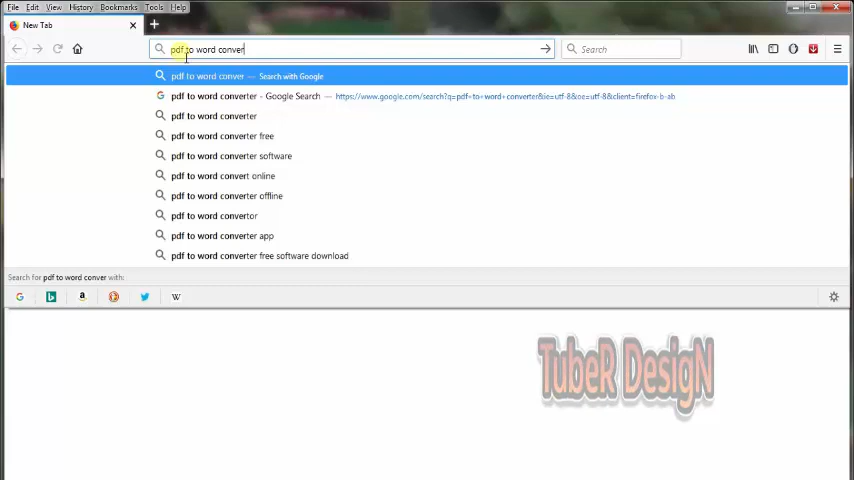 File Edit View History Bookmarks Tools Help
New Tab
pdf to word conver
Search
pdf to word conver — Search with Google
pdf to word converter - Google Search — https://www.google.com/search?q=pdf+to+word+converter&ie=utf-8&oe=utf-8&client=firefox-b-ab
pdf to word converter
pdf to word converter free
pdf to word converter software
pdf to word convert online
pdf to word converter offline
pdf to word convertor
pdf to word converter app
pdf to word converter free software download
Search for pdf to word conver with:
TubeR DesigN